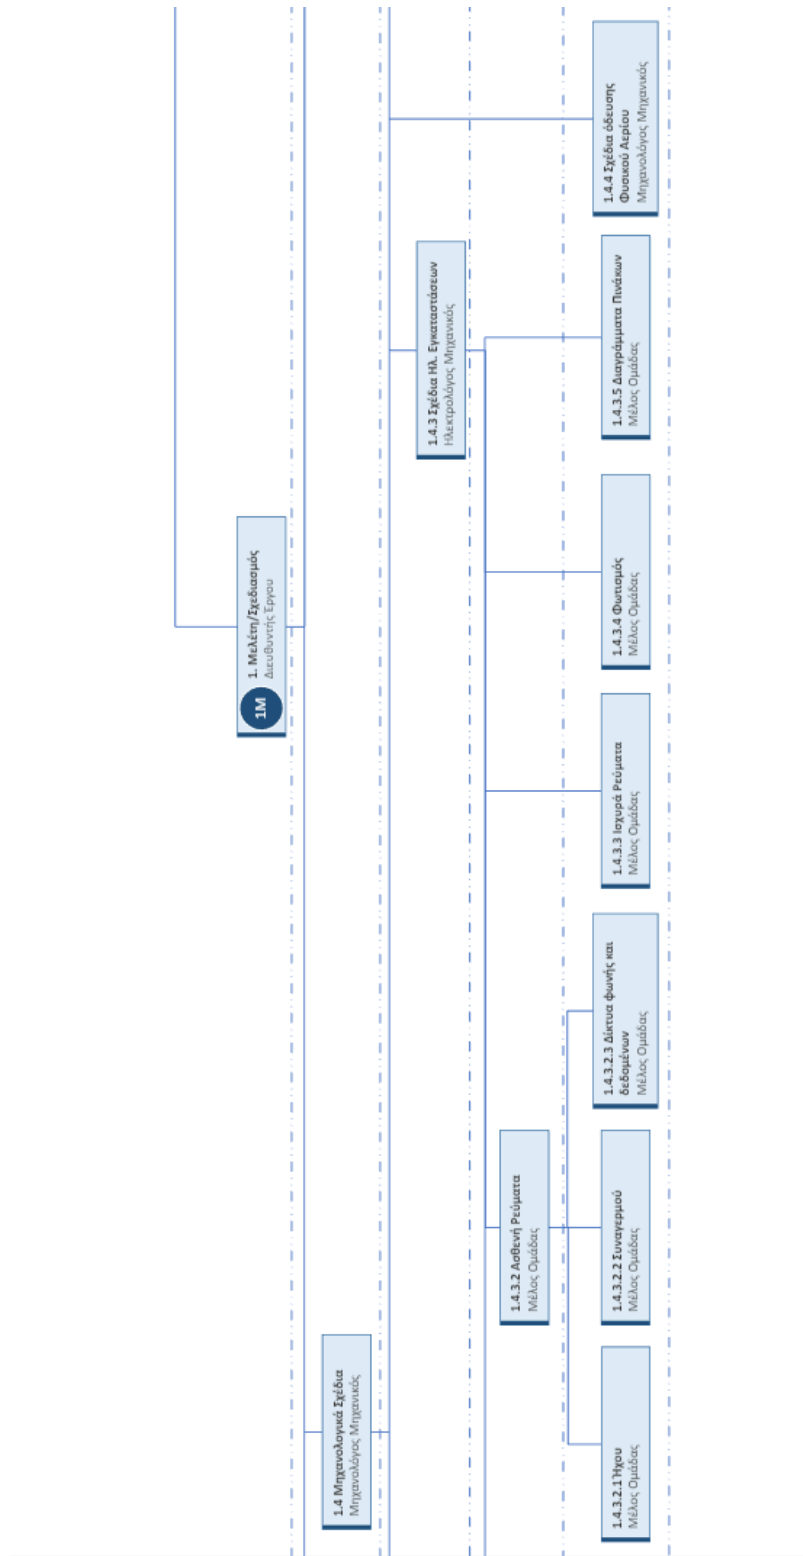 1M
1. Μελέτη/Σχεδιασμός
Διευθυντής Έργου
1.4 Μηχανολογικά Σχέδια
Μηχανολόγος Μηχανικός
1.4.3 Σχέδια Ηλ. Εγκαταστάσεων
Ηλεκτρολόγος Μηχανικός
1.4.3.2 Ασθενή Ρεύματα
Μέλος Ομάδας
1.4.3.2.1 Ήχου
Μέλος Ομάδας
1.4.3.2.2 Συναγερμού
Μέλος Ομάδας
1.4.3.2.3 Δίκτυα φωνής και
δεδομένων
Μέλος Ομάδας
1.4.3.3 Ισχυρά Ρεύματα
Μέλος Ομάδας
1.4.3.4 Φωτισμός
Μέλος Ομάδας
1.4.3.5 Διαγράμματα Πινάκων
Μέλος Ομάδας
1.4.4 Σχέδια όδευσης
Φυσικού Αερίου
Μηχανολόγος Μηχανικός